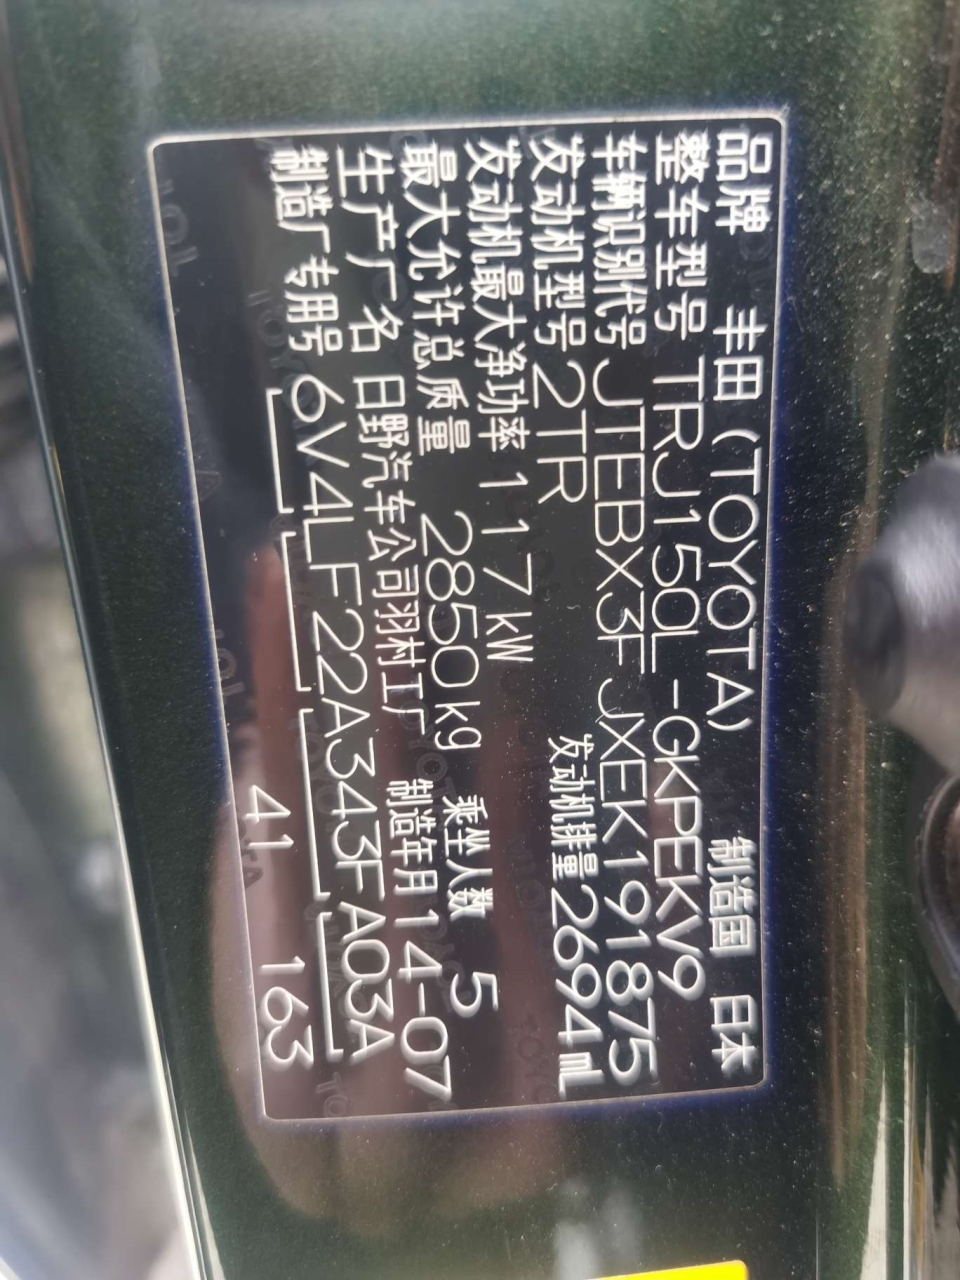 品牌 丰田(TOYOTA) 制造国 日本
整车型号 TRJ150L-GKPEKV9
车辆识别代号 JTEBX3FJXEK191875
发动机型号 2TR 发动机排量 2694mL
发动机最大净功率 117kW
最大允许总质量 2850kg 乘坐人数 5
生产厂名 日野汽车公司羽村工厂 制造年月 14-07
制造厂专用号 6V4LF22A343FA03A
41 163